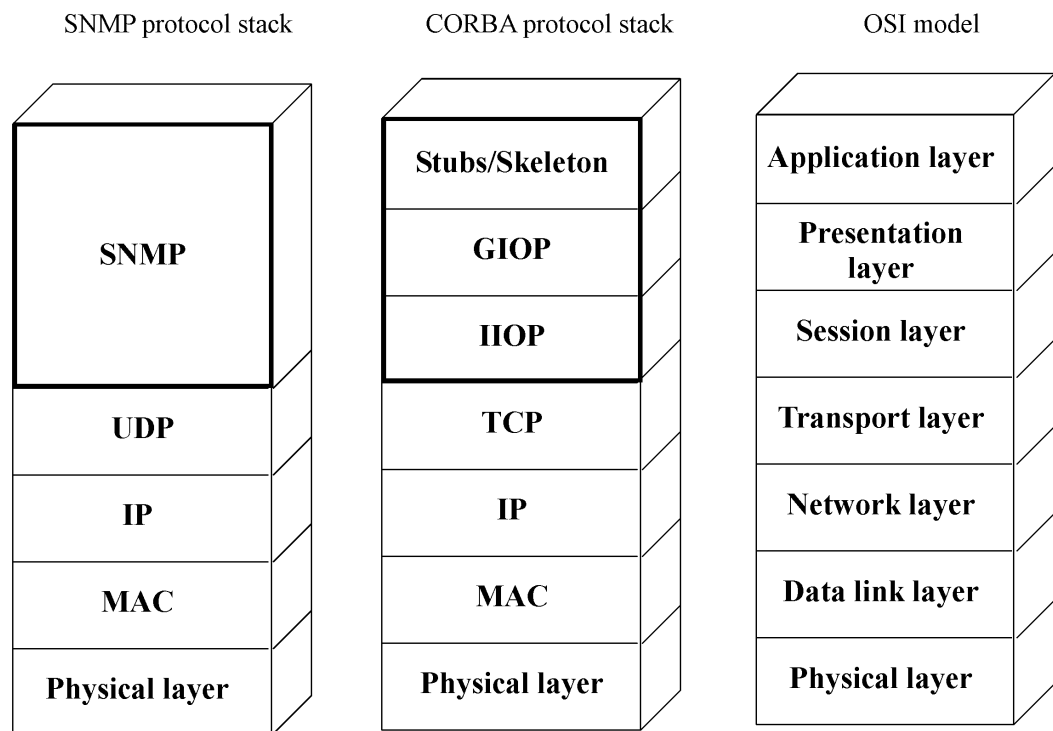 SNMP protocol stack
SNMP
UDP
IP
MAC
Physical layer
CORBA protocol stack
Stubs/Skeleton
GIOP
IIOP
TCP
IP
MAC
Physical layer
OSI model
Application layer
Presentation
layer
Session layer
Transport layer
Network layer
Data link layer
Physical layer